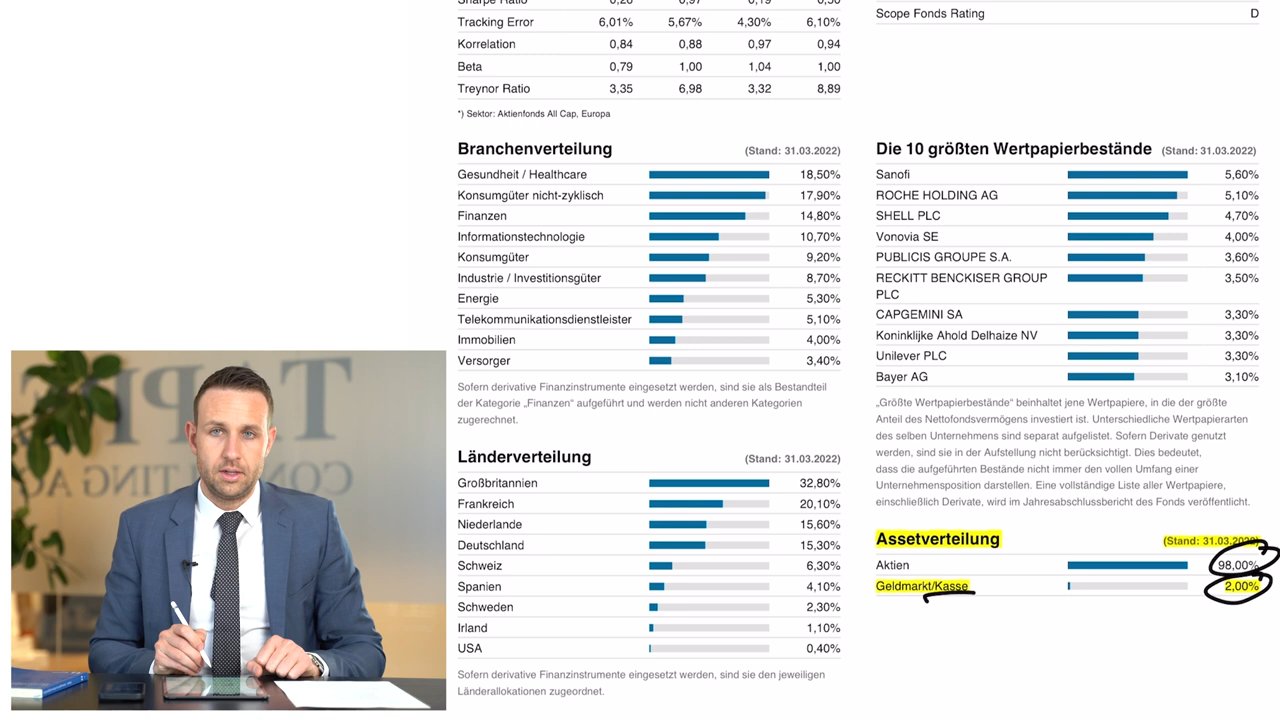 Sharpe Ratio
Tracking Error 6,01% 5,67% 4,30% 6,10%
Korrelation 0,84 0,88 0,97 0,94
Beta 0,79 1,00 1,04 1,00
Treynor Ratio 3,35 6,98 3,32 8,89
*) Sektor: Aktienfonds All Cap, Europa
Branchenverteilung (Stand: 31.03.2022)
Gesundheit / Healthcare 18,50%
Konsumgüter nicht-zyklisch 17,90%
Finanzen 14,80%
Informationstechnologie 10,70%
Konsumgüter 9,20%
Industrie / Investitionsgüter 8,70%
Energie 5,30%
Telekommunikationsdienstleister 5,10%
Immobilien 4,00%
Versorger 3,40%
Sofern derivative Finanzinstrumente eingesetzt werden, sind sie als Bestandteil
der Kategorie „Finanzen“ aufgeführt und werden nicht anderen Kategorien
zugerechnet.
Länderverteilung (Stand: 31.03.2022)
Großbritannien 32,80%
Frankreich 20,10%
Niederlande 15,60%
Deutschland 15,30%
Schweiz 6,30%
Spanien 4,10%
Schweden 2,30%
Irland 1,10%
USA 0,40%
Sofern derivative Finanzinstrumente eingesetzt werden, sind sie den jeweiligen
Länderallokationen zugeordnet.
Scope Fonds Rating D
Die 10 größten Wertpapierbestände (Stand: 31.03.2022)
Sanofi 5,60%
ROCHE HOLDING AG 5,10%
SHELL PLC 4,70%
Vonovia SE 4,00%
PUBLICIS GROUPE S.A. 3,60%
RECKITT BENCKISER GROUP 3,50%
PLC
CAPGEMINI SA 3,30%
Koninklijke Ahold Delhaize NV 3,30%
Unilever PLC 3,30%
Bayer AG 3,10%
„Größte Wertpapierbestände“ beinhaltet jene Wertpapiere, in die der größte
Anteil des Nettofondsvermögens investiert ist. Unterschiedliche Wertpapierarten
des selben Unternehmens sind separat aufgelistet. Sofern Derivate genutzt
werden, sind sie in der Aufstellung nicht berücksichtigt. Dies bedeutet,
dass die aufgeführten Bestände nicht immer den vollen Umfang einer
Unternehmensposition darstellen. Eine vollständige Liste aller Wertpapiere,
einschließlich Derivate, wird im Jahresabschlussbericht des Fonds veröffentlicht.
Assetverteilung (Stand: 31.03.2022)
Aktien 98,00%
Geldmarkt/Kasse 2,00%